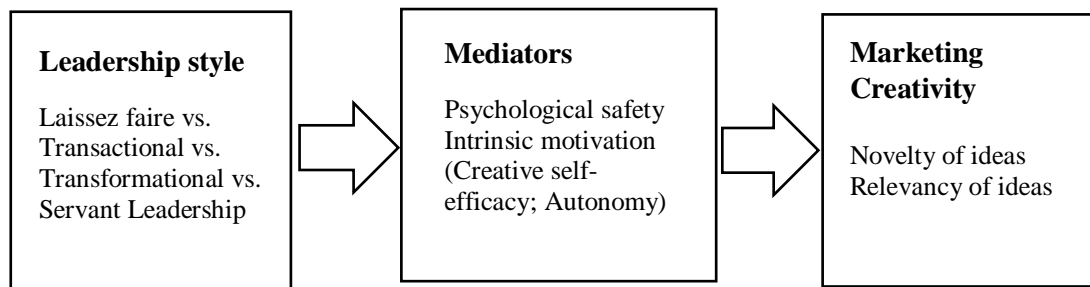 Leadership style
Laissez faire vs.
Transactional vs.
Transformational vs.
Servant Leadership
Mediators
Psychological safety
Intrinsic motivation
(Creative self-
efficacy; Autonomy)
Marketing
Creativity
Novelty of ideas
Relevancy of ideas